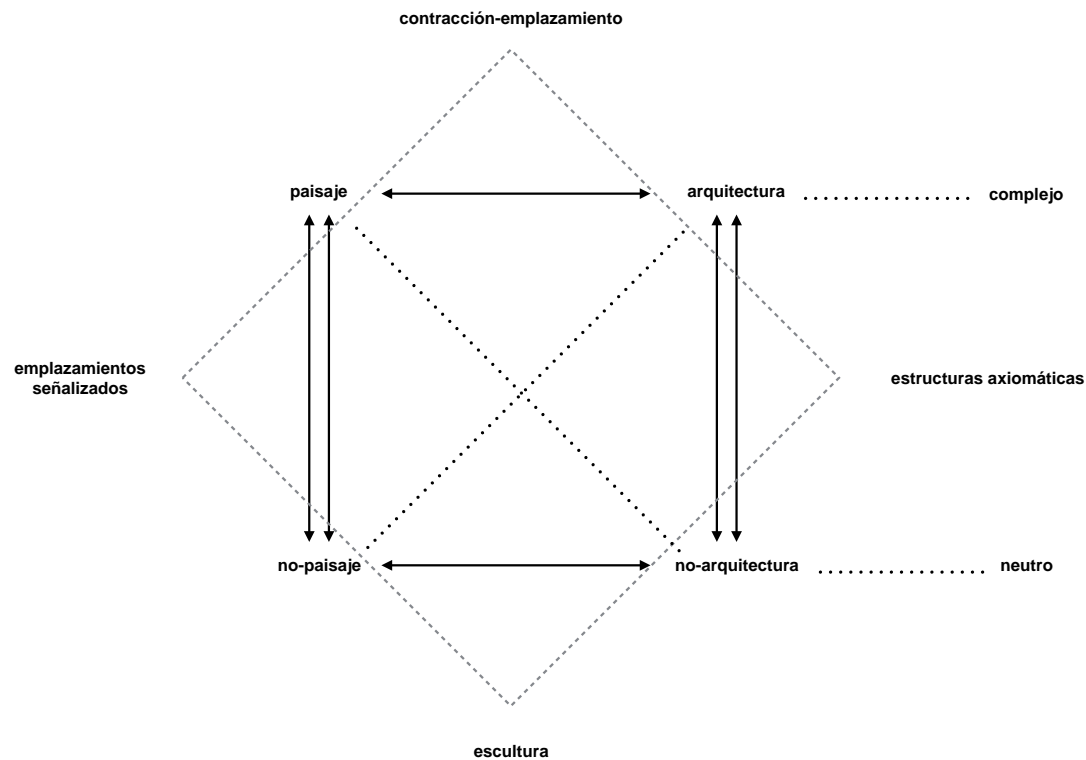 contracción-emplazamiento
paisaje
arquitectura
complejo
emplazamientos
señalizados
estructuras axiomáticas
no-paisaje
no-arquitectura
neutro
escultura